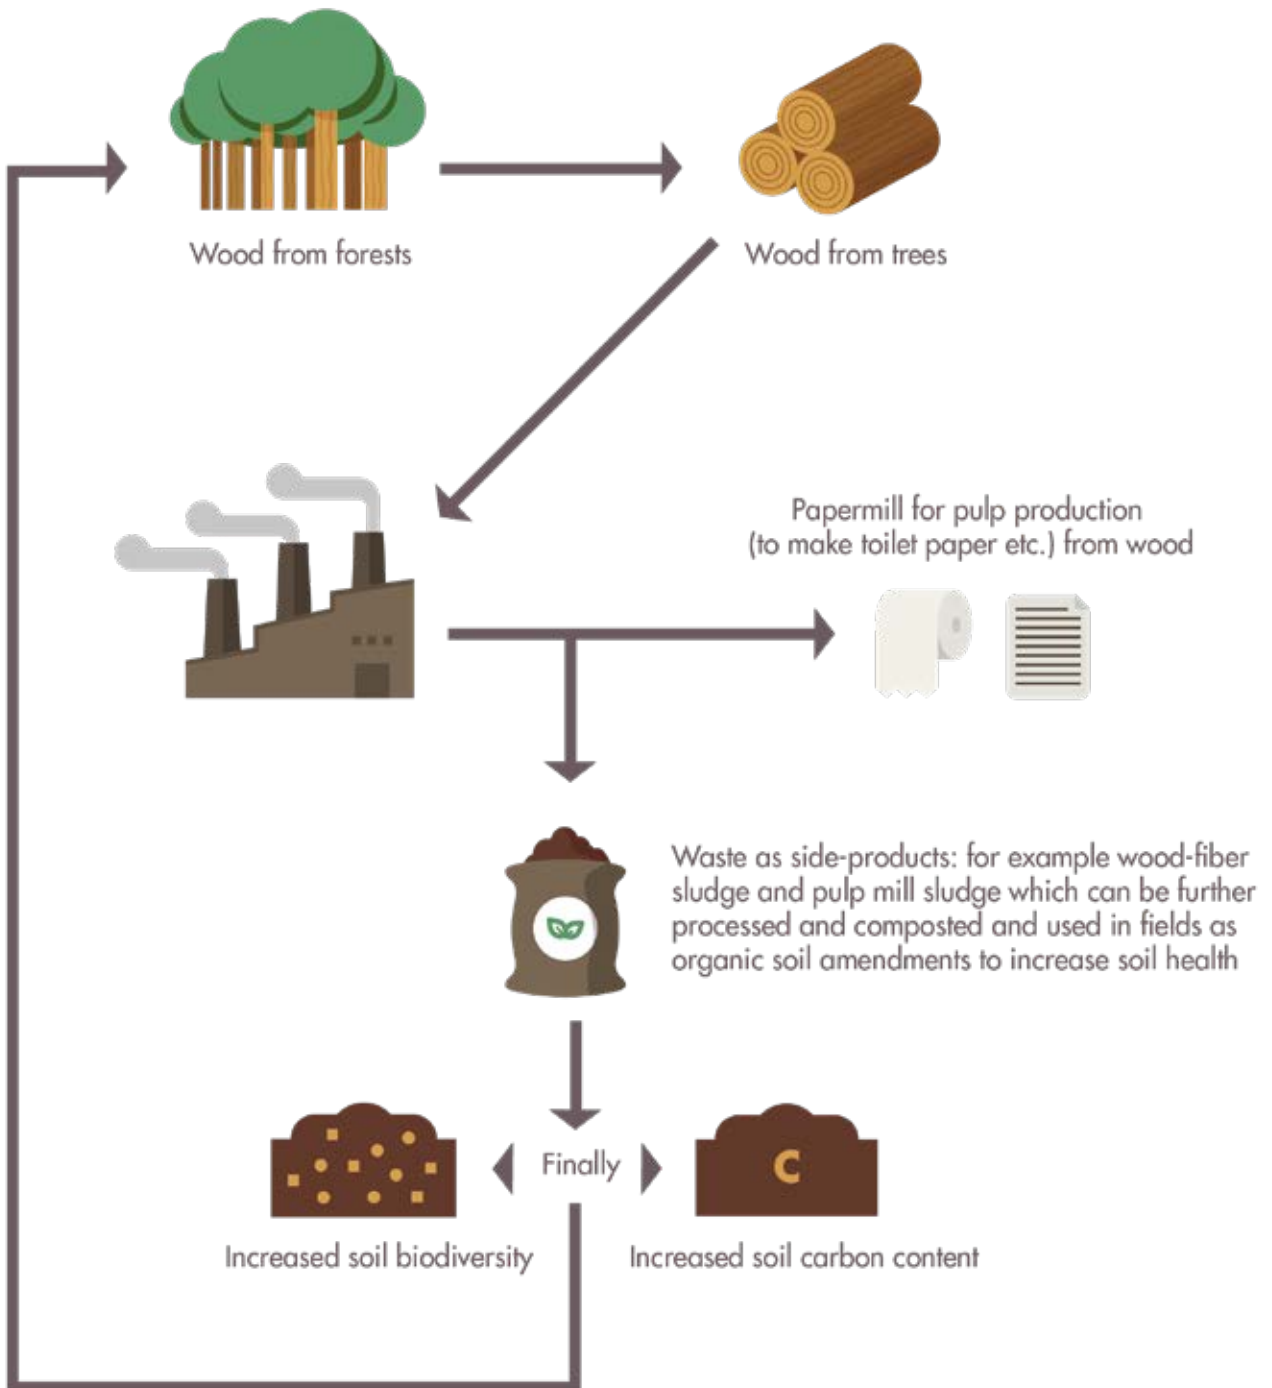 Wood from forests
Wood from trees
Papermill for pulp production
(to make toilet paper etc.) from wood
Waste as side-products: for example wood-fiber
sludge and pulp mill sludge which can be further
processed and composted and used in fields as
organic soil amendments to increase soil health
Finally
C
Increased soil biodiversity
Increased soil carbon content